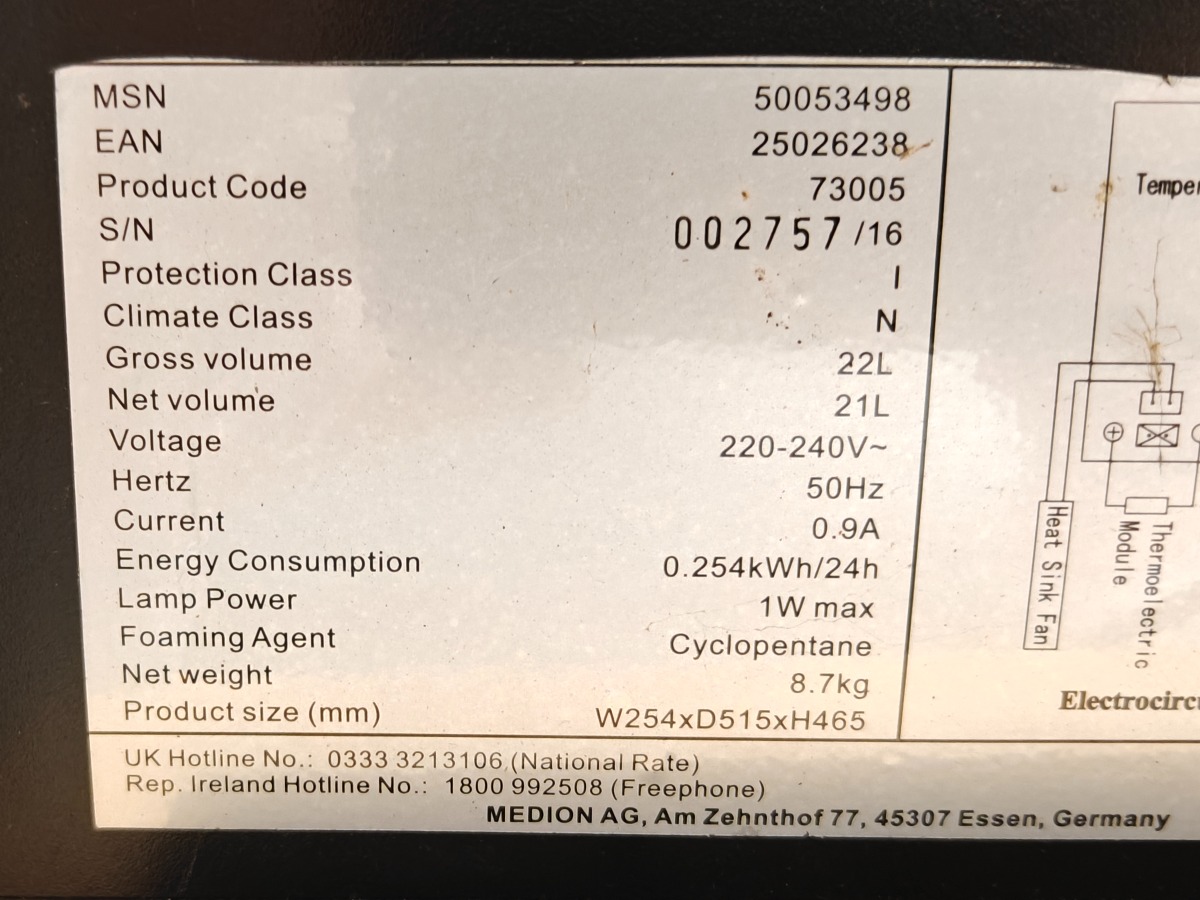 MSN 50053498
EAN 25026238
Product Code 73005
S/N 002757 /16
Protection Class I
Climate Class N
Gross volume 22L
Net volume 21L
Voltage 220-240V~
Hertz 50Hz
Current 0.9A
Energy Consumption 0.254kWh/24h
Lamp Power 1W max
Foaming Agent Cyclopentane
Net weight 8.7kg
Product size (mm) W254xD515xH465
UK Hotline No.: 0333 3213106 (National Rate)
Rep. Ireland Hotline No.: 1800 992508 (Freephone)
MEDION AG, Am Zehnthof 77, 45307 Essen, Germany
Heat Sink Fan
Thermoelectric
Module